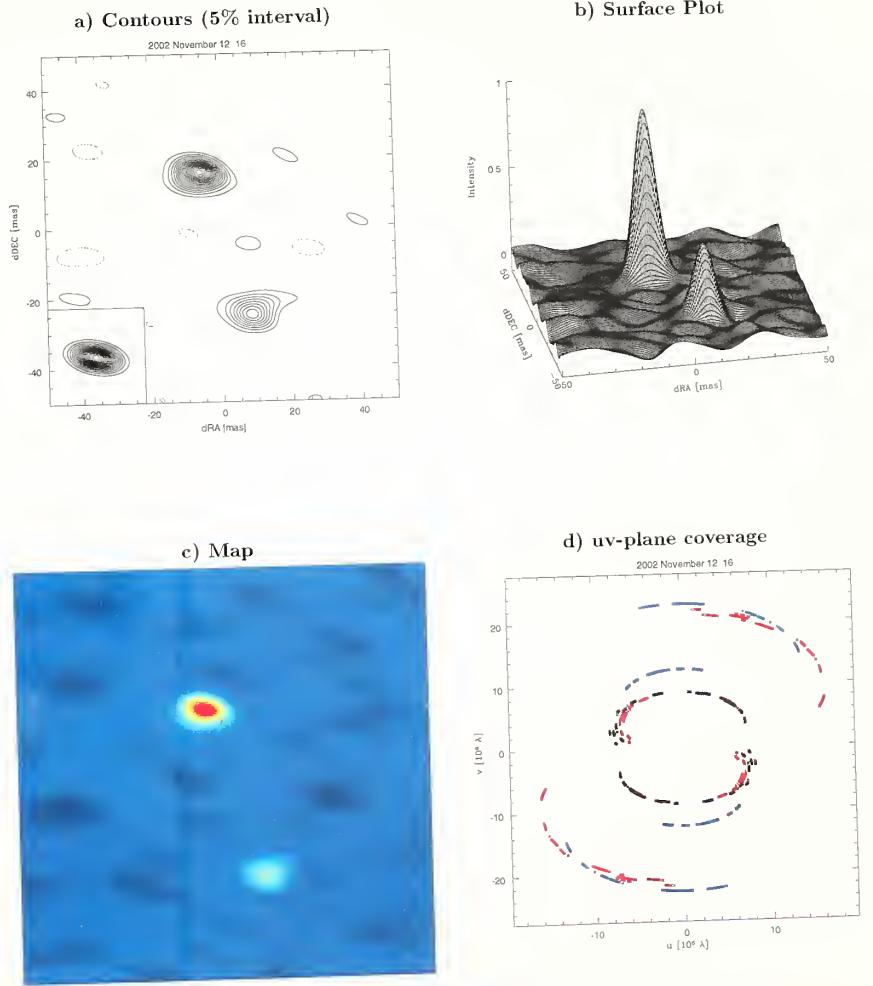 a) Contours (5% interval)
2002 November 12 16
40
20
0
-20
-40
dDEC [mas]
-40
-20
0
20
40
dRA [mas]
b) Surface Plot
1
0 5
0
Intensity
50
0
-50
dDEC [mas]
-50
0
50
dRA [mas]
c) Map
d) uv-plane coverage
2002 November 12 16
20
10
0
-10
-20
v [10⁶ λ]
-10
0
10
u [10⁶ λ]